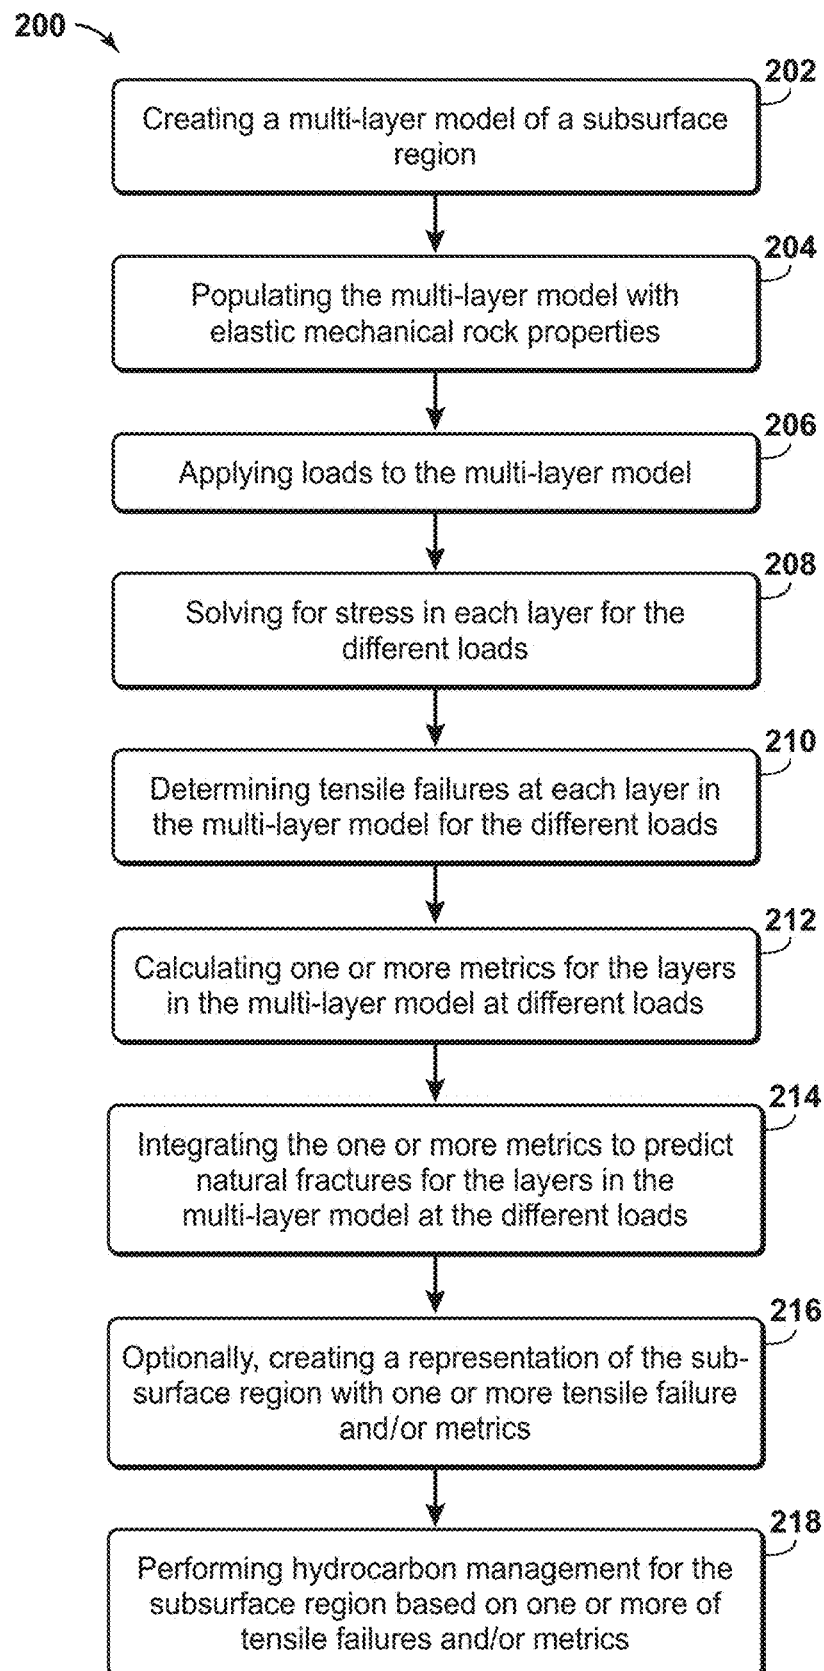 200
202
Creating a multi-layer model of a subsurface
region
204
Populating the multi-layer model with
elastic mechanical rock properties
206
Applying loads to the multi-layer model
208
Solving for stress in each layer for the
different loads
210
Determining tensile failures at each layer in
the multi-layer model for the different loads
212
Calculating one or more metrics for the layers
in the multi-layer model at different loads
214
Integrating the one or more metrics to predict
natural fractures for the layers in the
multi-layer model at the different loads
216
Optionally, creating a representation of the sub-
surface region with one or more tensile failure
and/or metrics
218
Performing hydrocarbon management for the
subsurface region based on one or more of
tensile failures and/or metrics